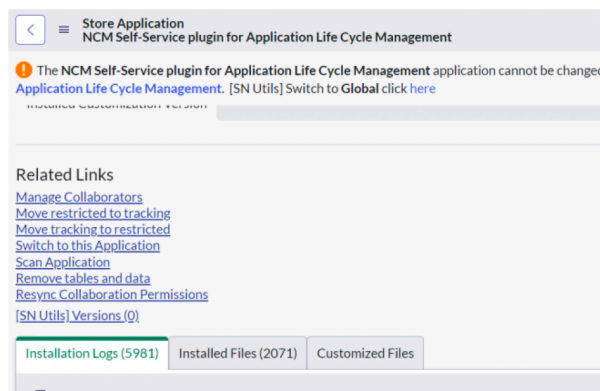 Store Application
NCM Self-Service plugin for Application Life Cycle Management
The NCM Self-Service plugin for Application Life Cycle Management application cannot be changed
Application Life Cycle Management. [SN Utils] Switch to Global click here
Installed Customization Version
Related Links
Manage Collaborators
Move restricted to tracking
Move tracking to restricted
Switch to this Application
Scan Application
Remove tables and data
Resync Collaboration Permissions
[SN Utils] Versions (0)
Installation Logs (5981) Installed Files (2071) Customized Files